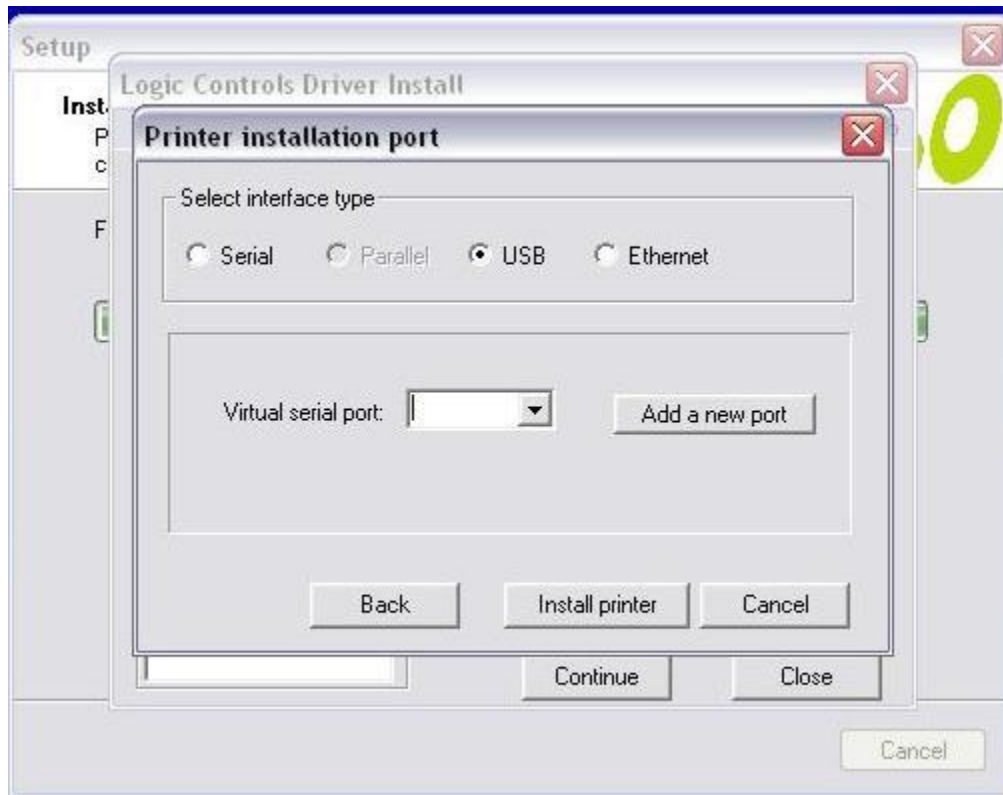 Setup
Logic Controls Driver Install
Inst
Printer installation port
P
c
Select interface type
F
Serial Parallel USB Ethernet
Virtual serial port: Add a new port
Back Install printer Cancel
Continue Close
Cancel